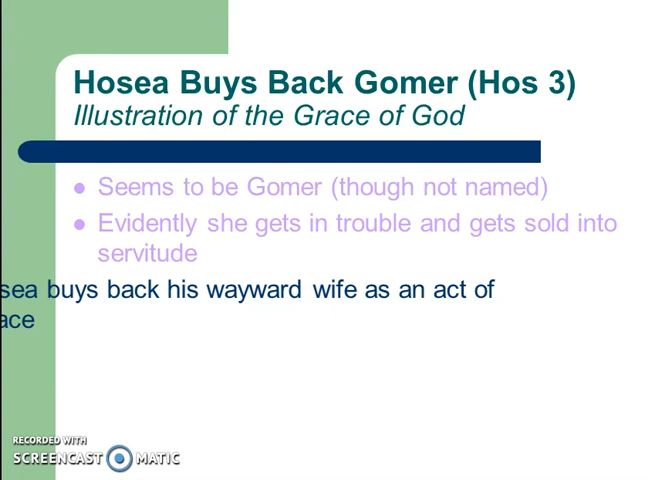 Hosea Buys Back Gomer (Hos 3)
Illustration of the Grace of God
Seems to be Gomer (though not named)
Evidently she gets in trouble and gets sold into
servitude
sea buys back his wayward wife as an act of
ace
RECORDED WITH
SCREENCAST MATIC